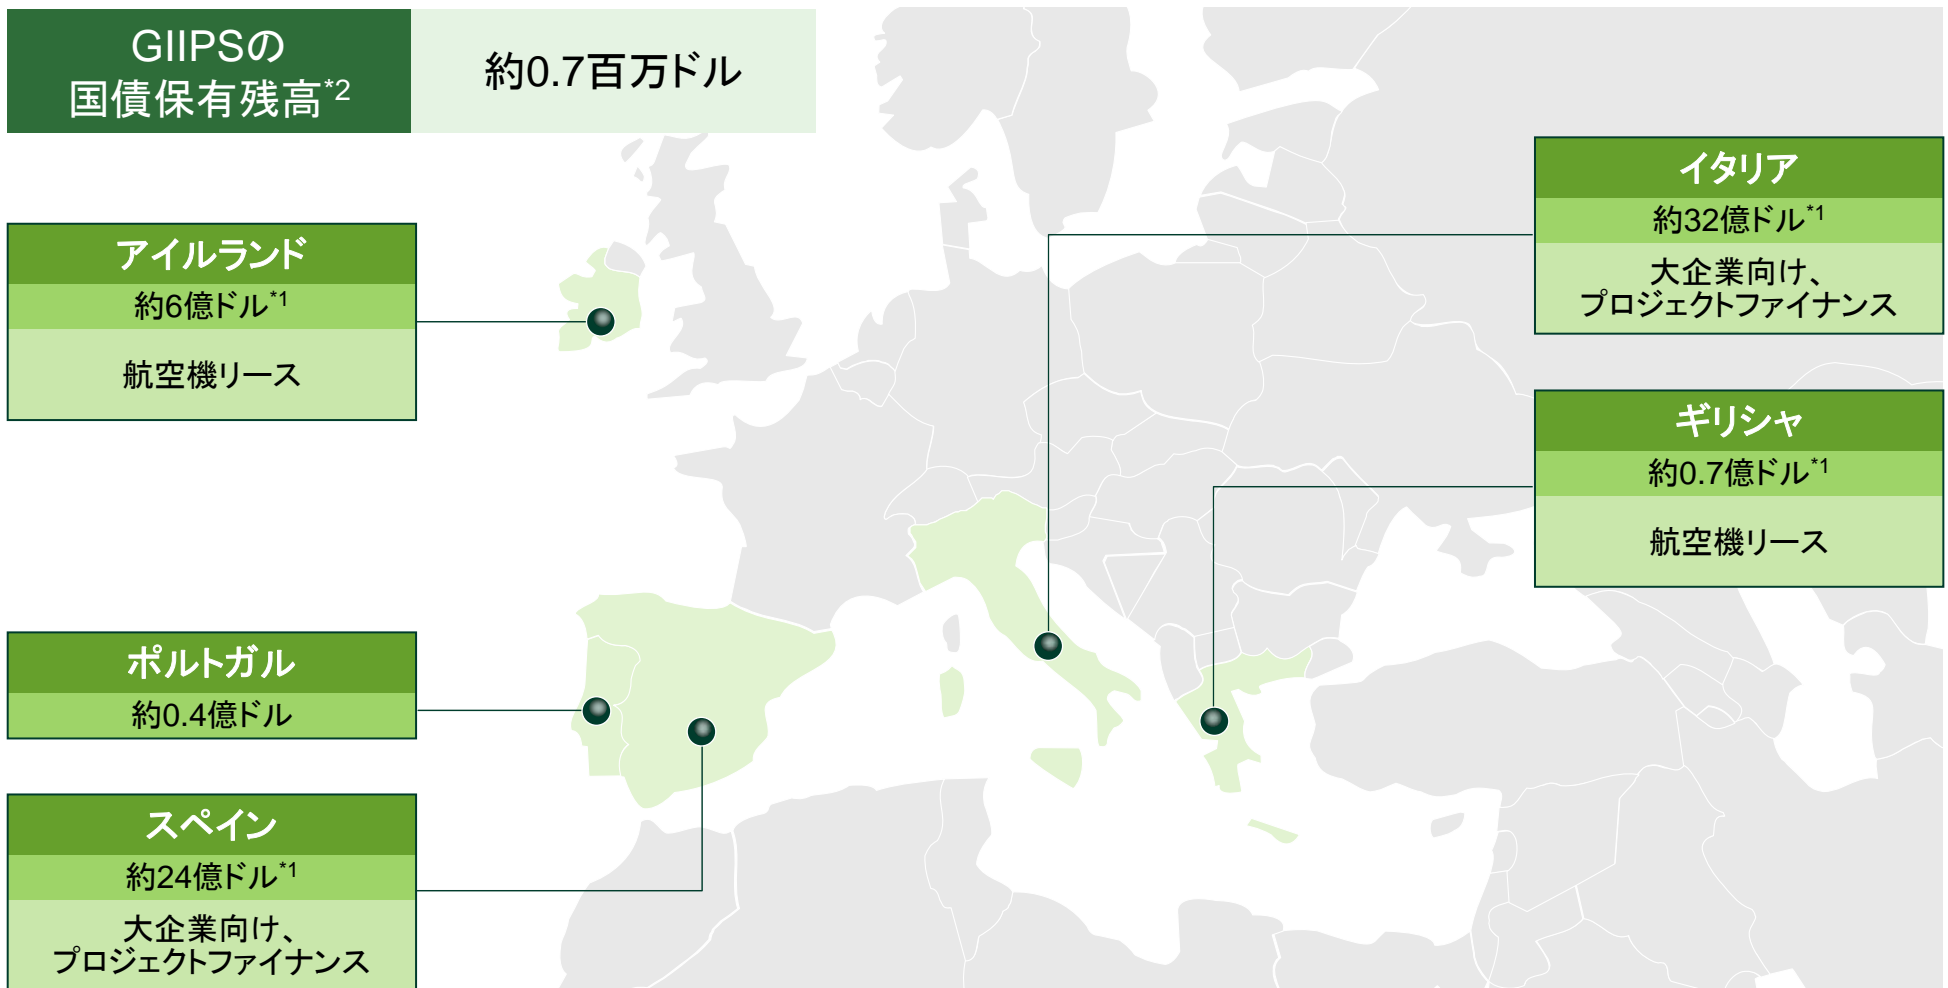 GIIPSの
国債保有残高*2
約0.7百万ドル
アイルランド
約6億ドル*1
航空機リース
ポルトガル
約0.4億ドル
スペイン
約24億ドル*1
大企業向け、
プロジェクトファイナンス
イタリア
約32億ドル*1
大企業向け、
プロジェクトファイナンス
ギリシャ
約0.7億ドル*1
航空機リース